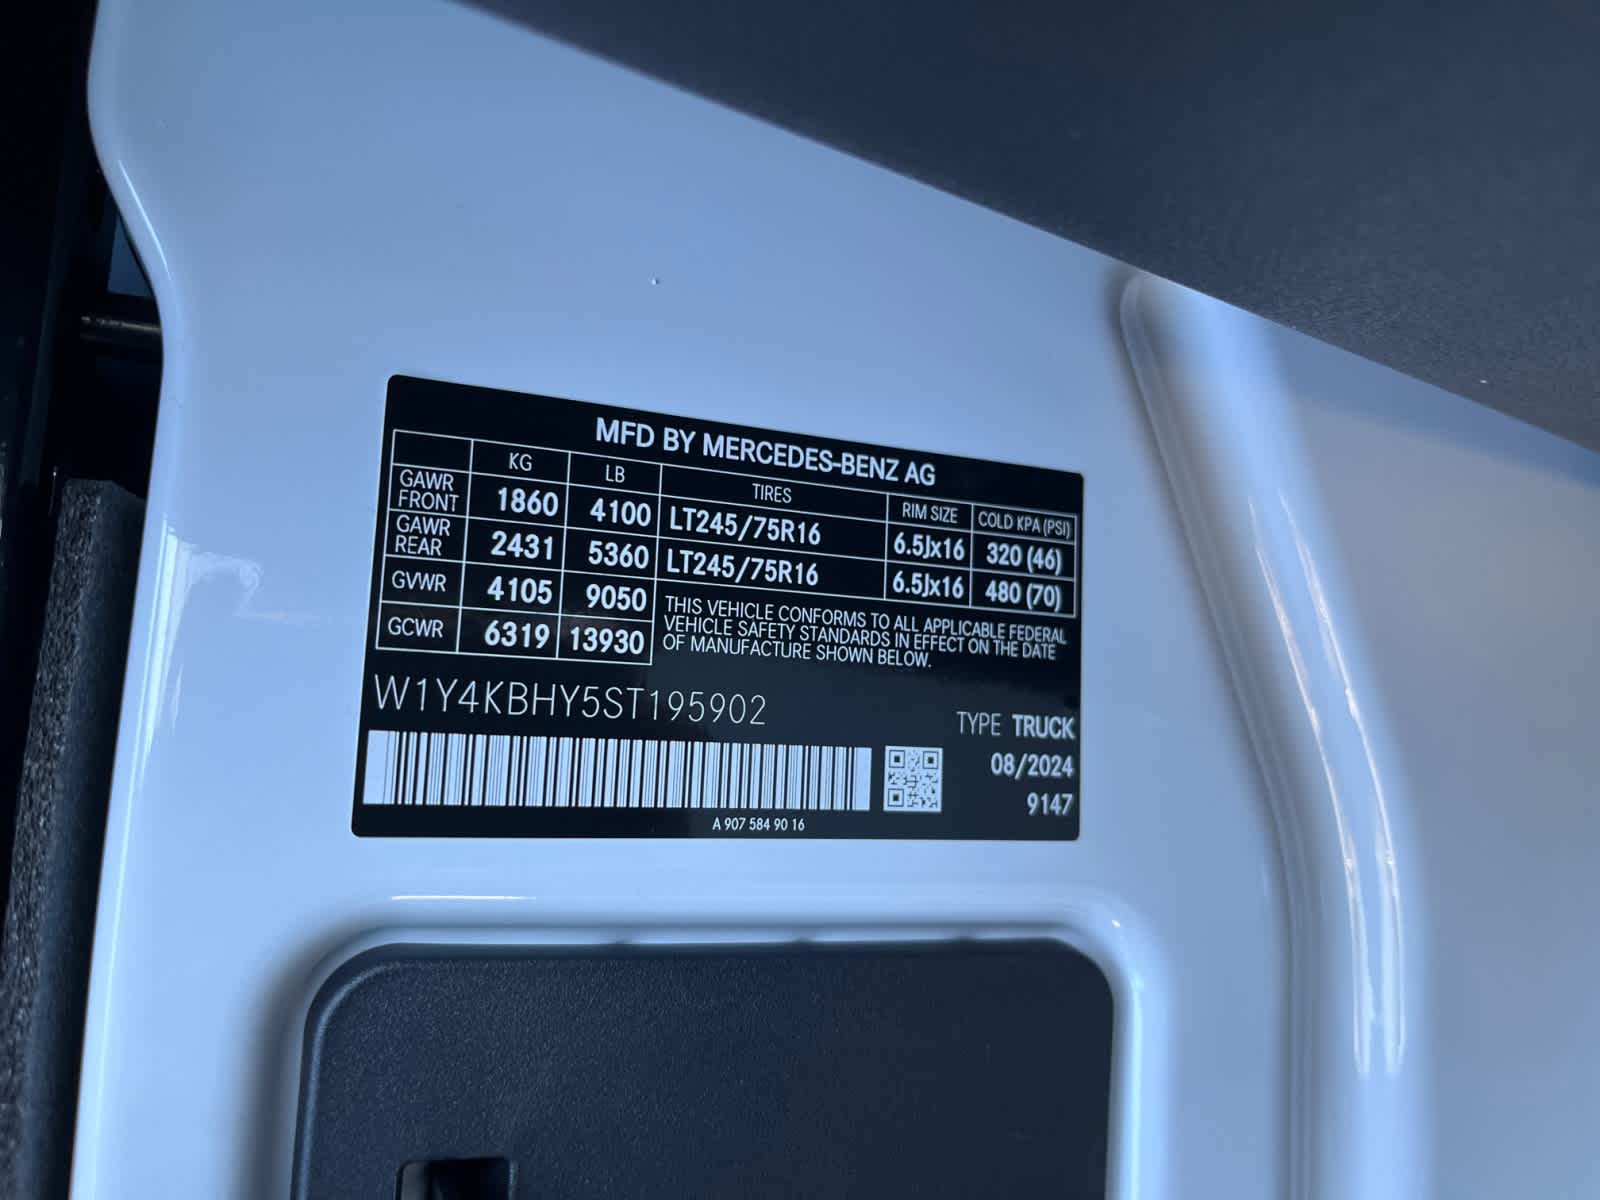 MFD BY MERCEDES-BENZ AG
KG LB TIRES RIM SIZE COLD KPA (PSI)
GAWR FRONT 1860 4100 LT245/75R16 6.5Jx16 320 (46)
GAWR REAR 2431 5360 LT245/75R16 6.5Jx16 480 (70)
GVWR 4105 9050
GCWR 6319 13930
THIS VEHICLE CONFORMS TO ALL APPLICABLE FEDERAL
VEHICLE SAFETY STANDARDS IN EFFECT ON THE DATE
OF MANUFACTURE SHOWN BELOW.
W1Y4KBHY5ST195902
TYPE TRUCK
08/2024
9147
A 907 584 90 16